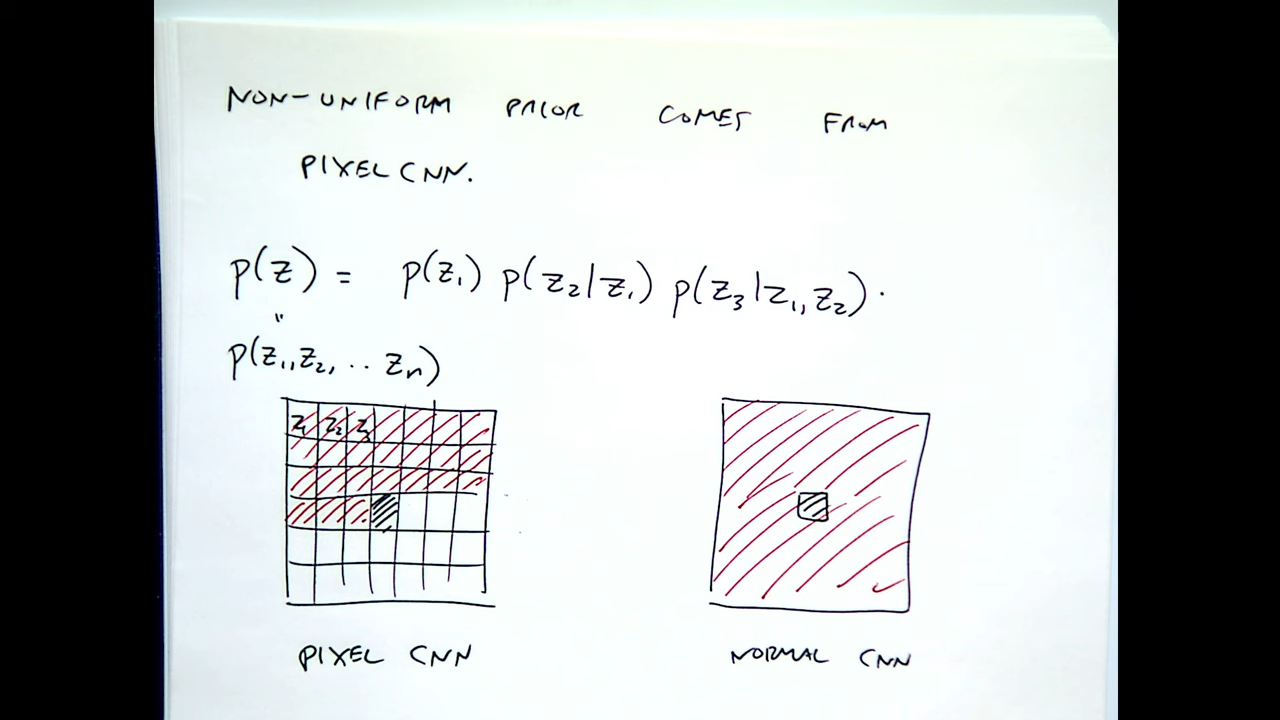 NON-UNIFORM PRIOR COMES FROM
PIXEL CNN.
p(z) = p(z₁) p(z₂|z₁) p(z₃|z₁,z₂) ·
"
p(z₁,z₂, ·· zₙ)
z₁ z₂ z₃
PIXEL CNN
NORMAL CNN